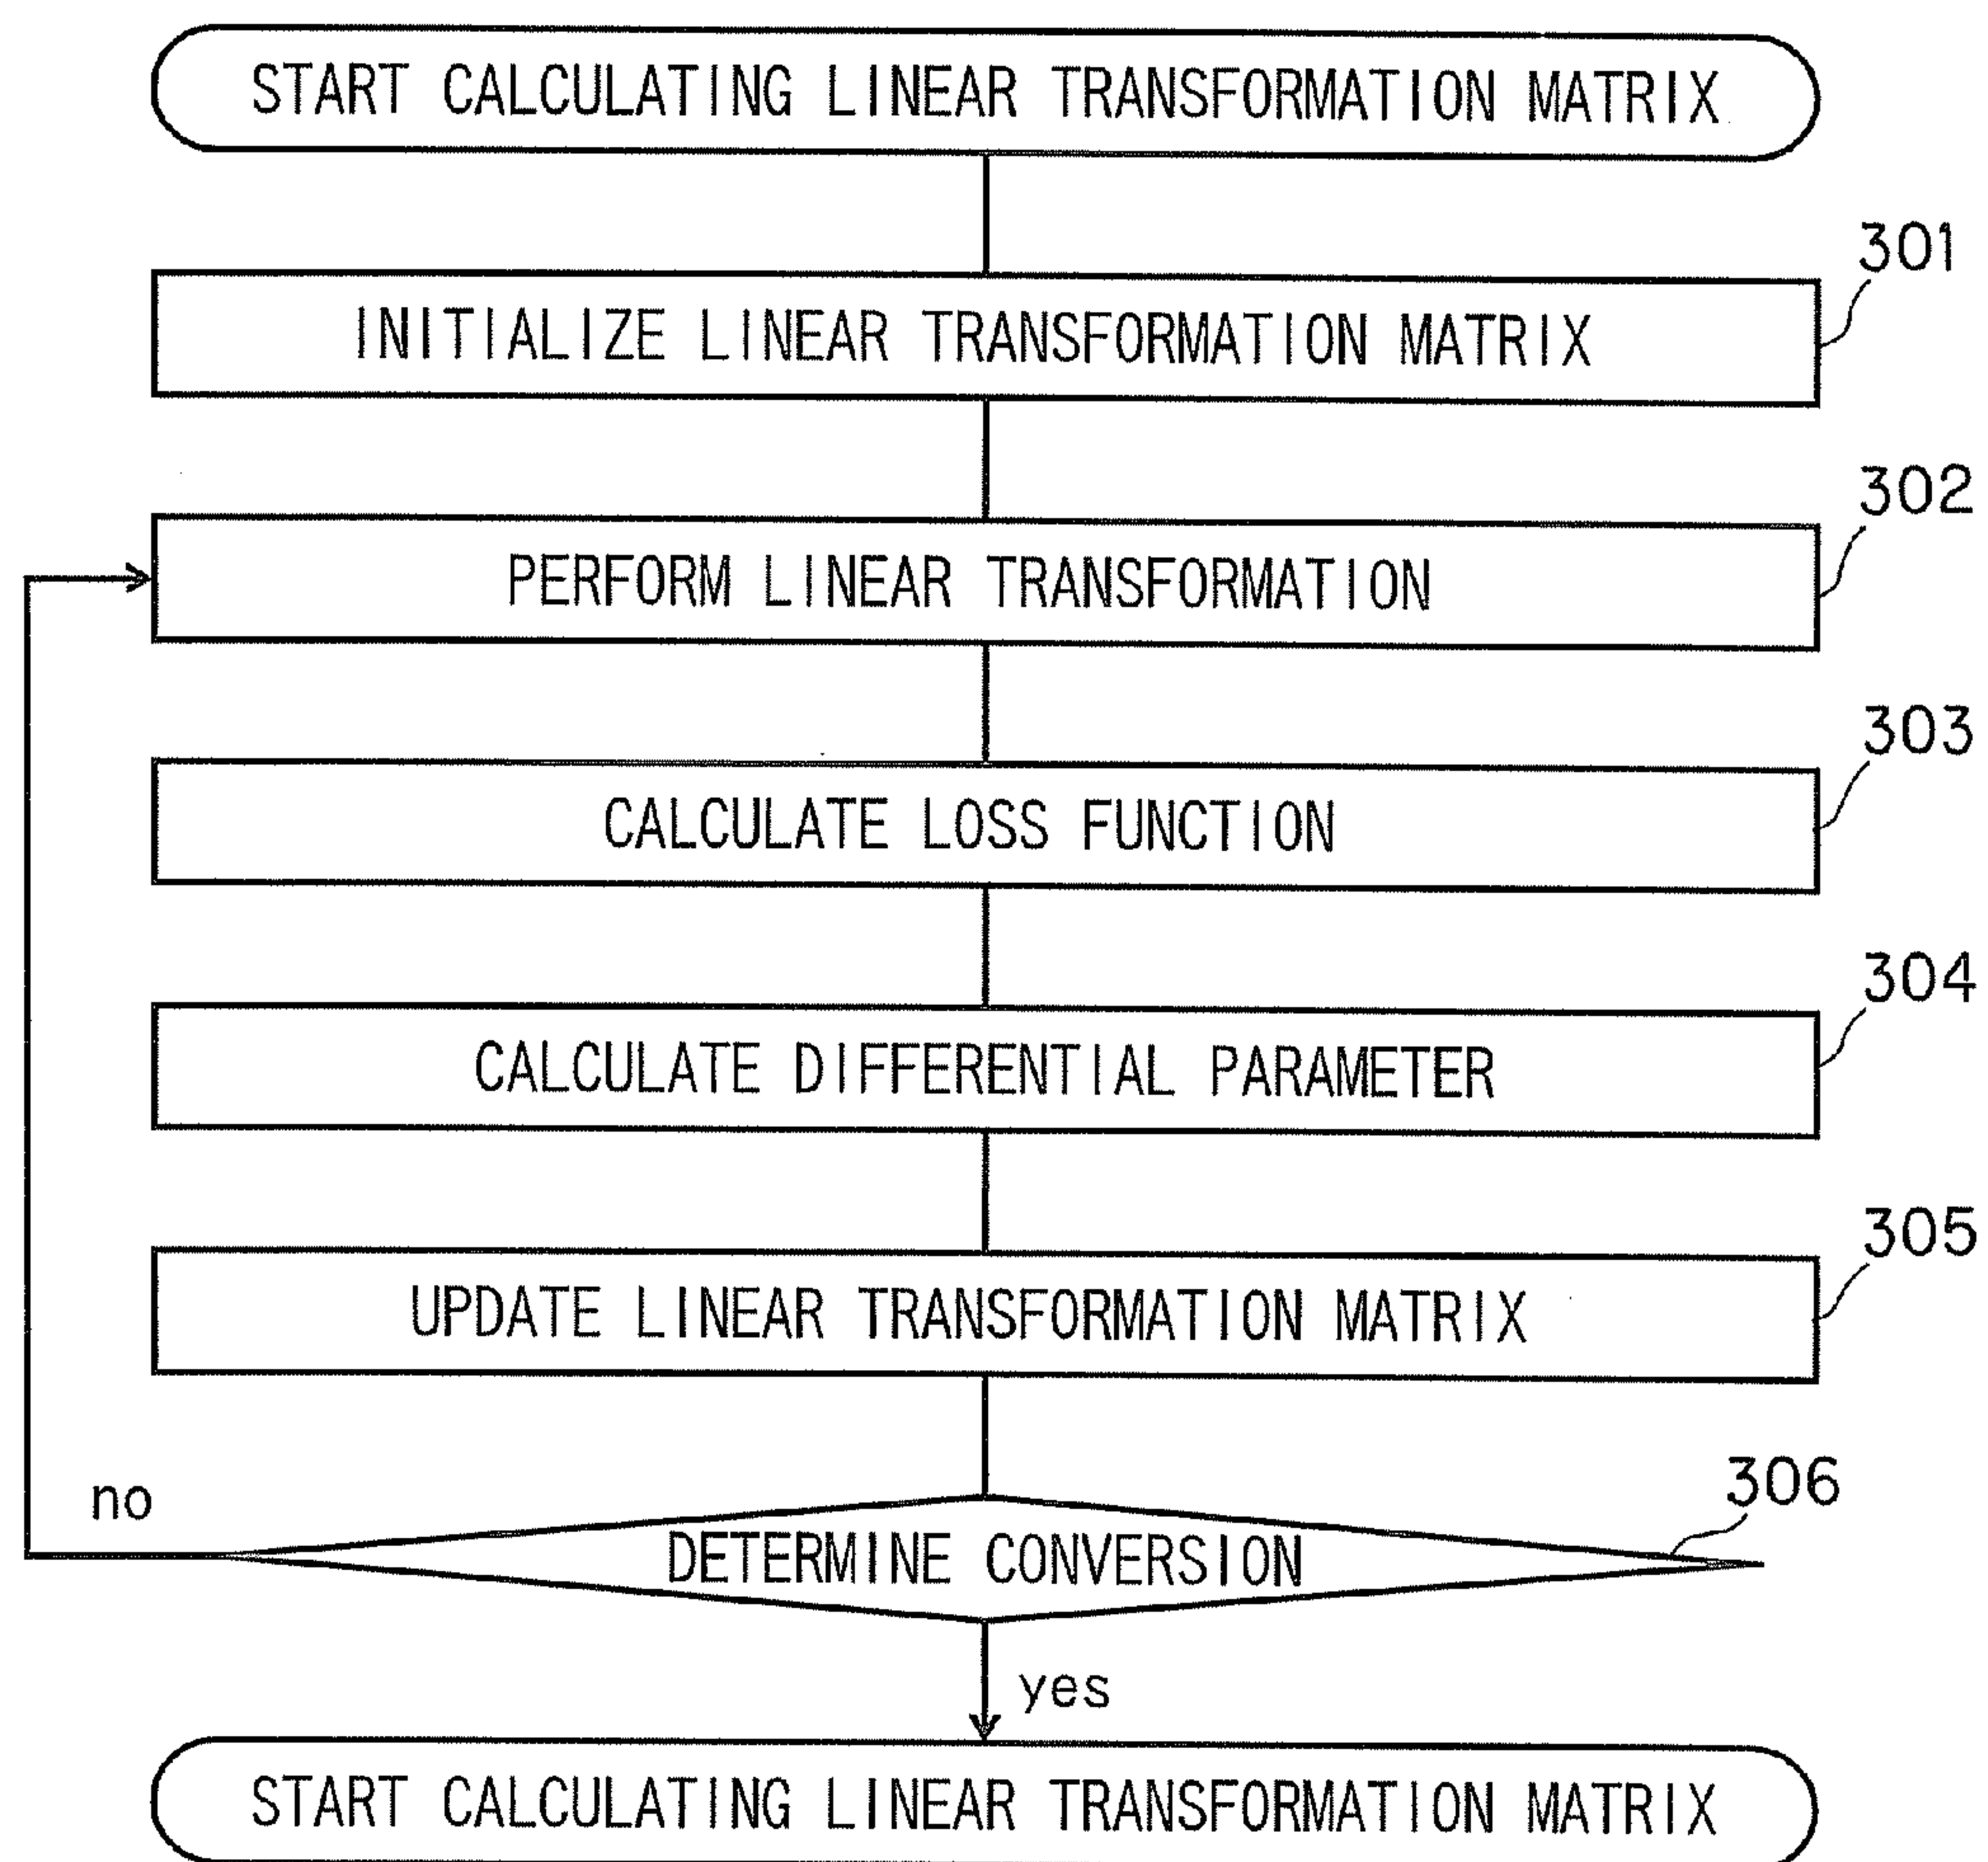 START CALCULATING LINEAR TRANSFORMATION MATRIX
301
INITIALIZE LINEAR TRANSFORMATION MATRIX
302
PERFORM LINEAR TRANSFORMATION
303
CALCULATE LOSS FUNCTION
304
CALCULATE DIFFERENTIAL PARAMETER
305
UPDATE LINEAR TRANSFORMATION MATRIX
306
no
DETERMINE CONVERSION
yes
START CALCULATING LINEAR TRANSFORMATION MATRIX